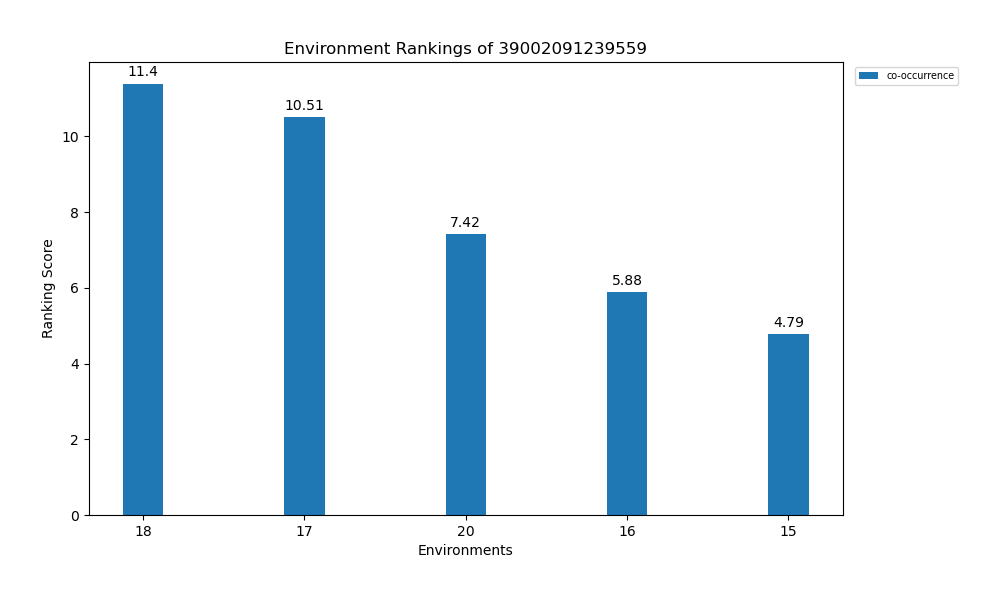 Environment Rankings of 39002091239559
co-occurrence
11.4
10.51
7.42
5.88
4.79
Ranking Score
10
8
6
4
2
0
18 17 20 16 15
Environments